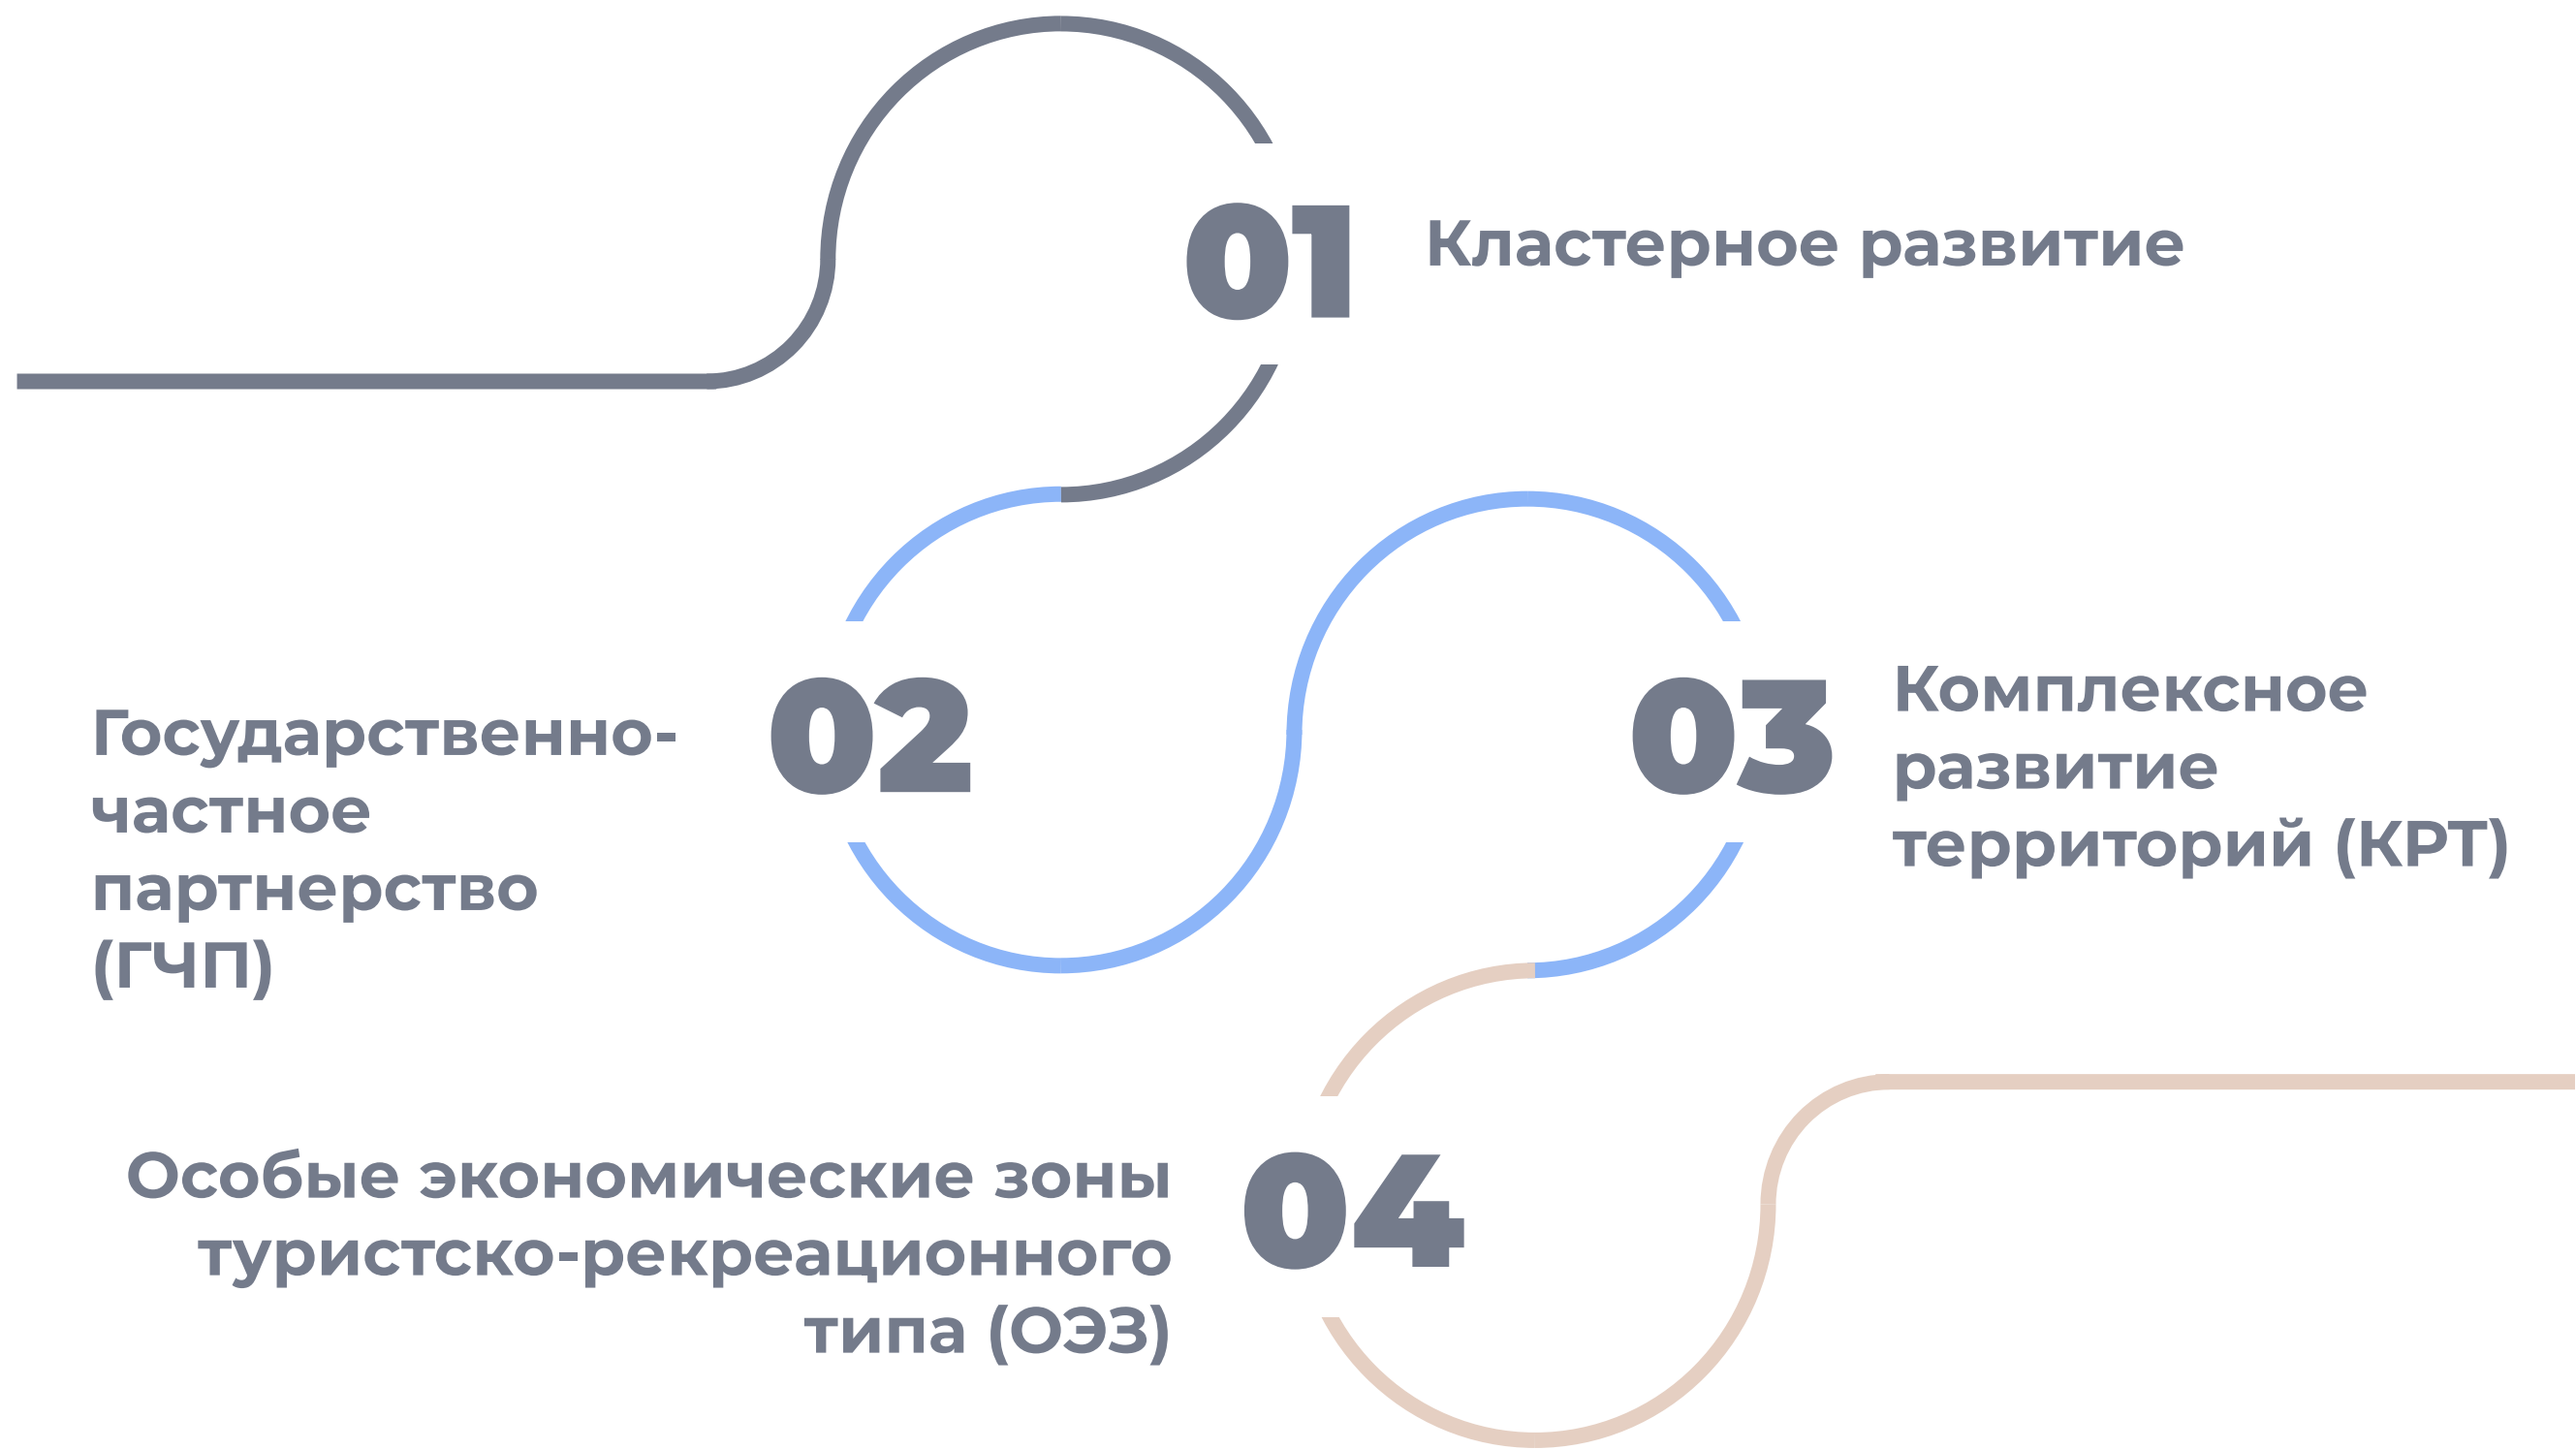 01
Кластерное развитие
02
Государственно-
частное
партнерство
(ГЧП)
03
Комплексное
развитие
территорий (КРТ)
04
Особые экономические зоны
туристско-рекреационного
типа (ОЭЗ)